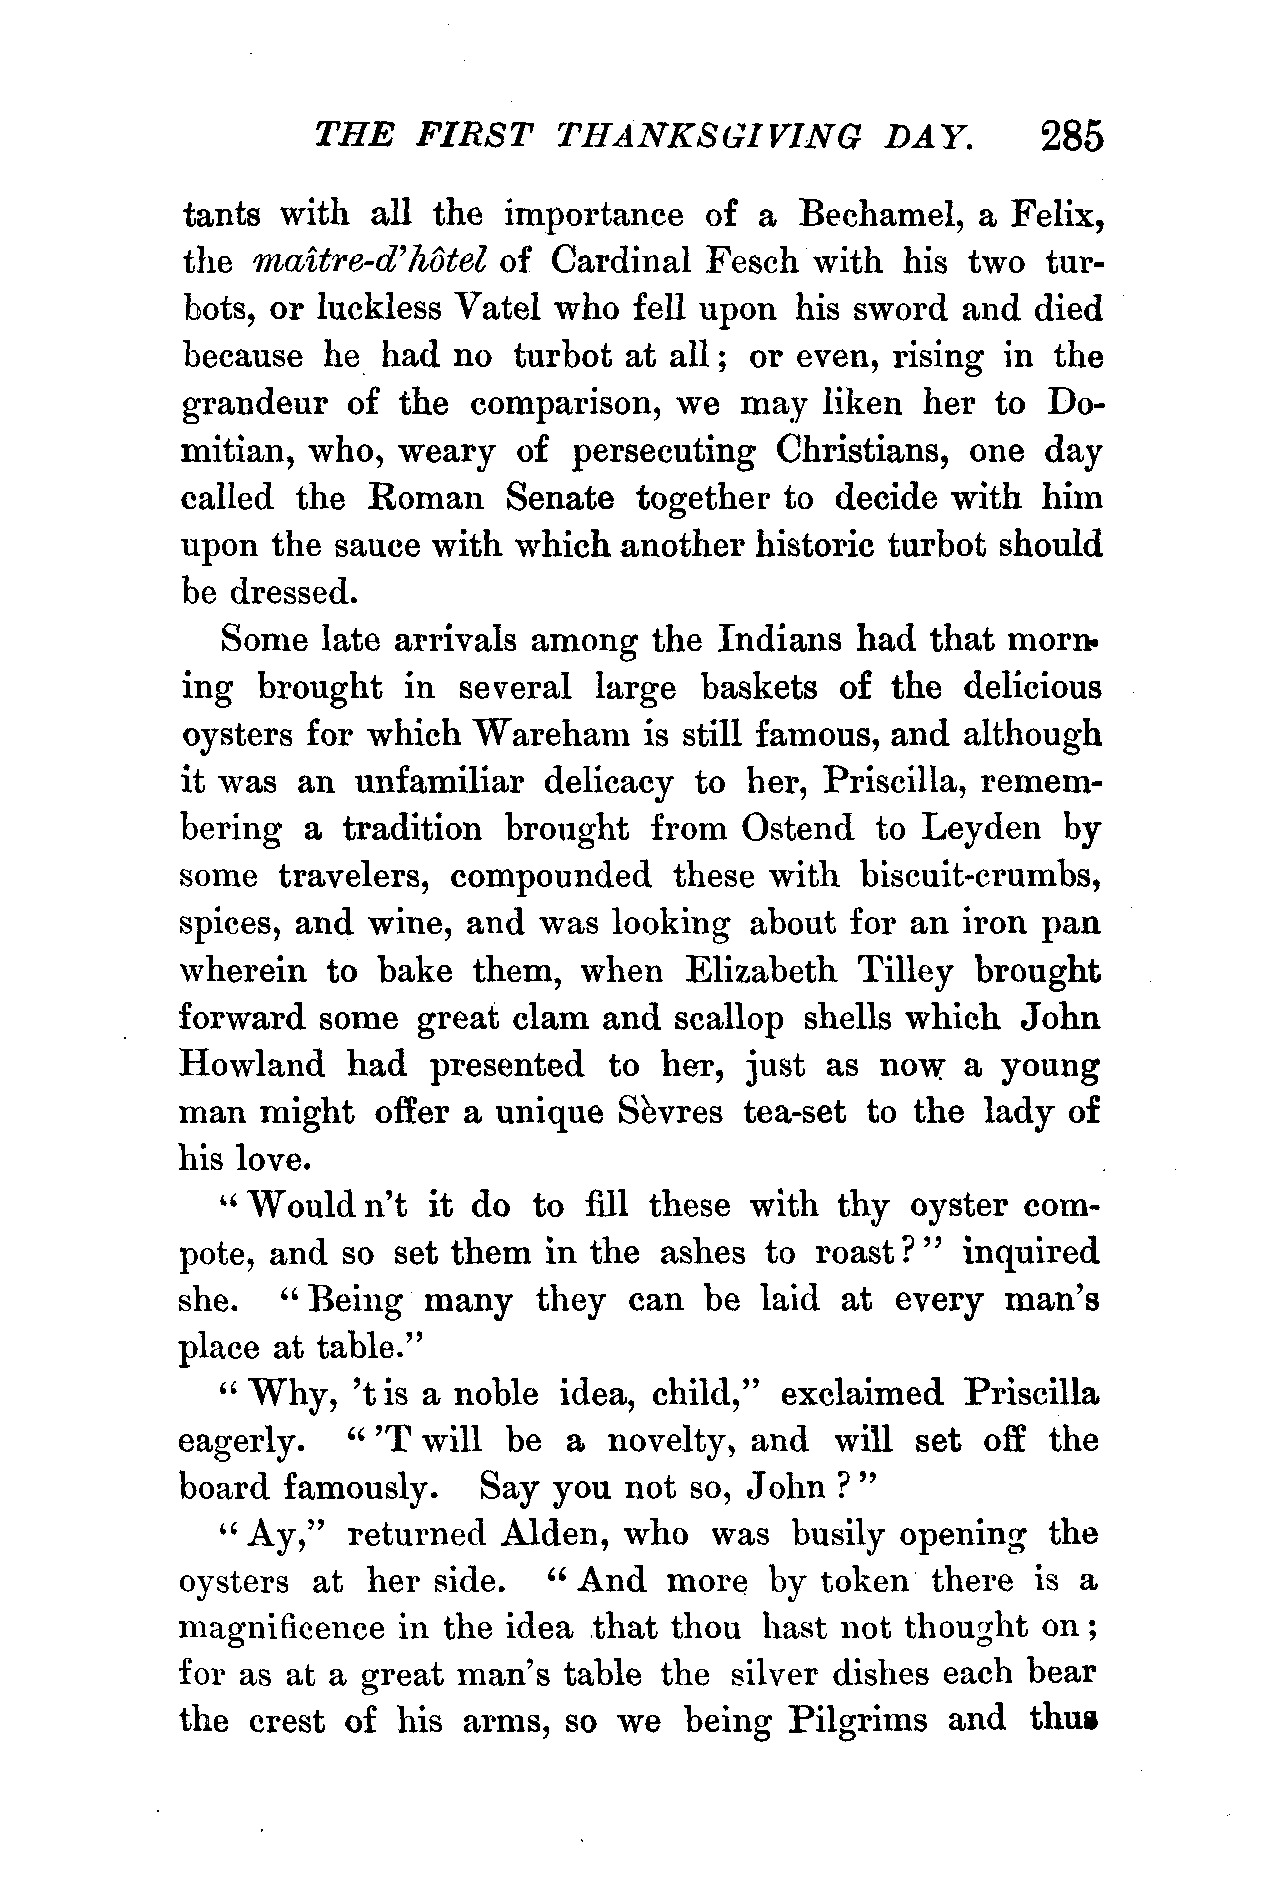 THE FIRST THANKSGIVING DAY. 285
tants with all the importance of a Bechamel, a Felix,
the maître-d'hôtel of Cardinal Fesch with his two tur-
bots, or luckless Vatel who fell upon his sword and died
because he had no turbot at all; or even, rising in the
grandeur of the comparison, we may liken her to Do-
mitian, who, weary of persecuting Christians, one day
called the Roman Senate together to decide with him
upon the sauce with which another historic turbot should
be dressed.
Some late arrivals among the Indians had that morn-
ing brought in several large baskets of the delicious
oysters for which Wareham is still famous, and although
it was an unfamiliar delicacy to her, Priscilla, remem-
bering a tradition brought from Ostend to Leyden by
some travelers, compounded these with biscuit-crumbs,
spices, and wine, and was looking about for an iron pan
wherein to bake them, when Elizabeth Tilley brought
forward some great clam and scallop shells which John
Howland had presented to her, just as now a young
man might offer a unique Sèvres tea-set to the lady of
his love.
"Would n't it do to fill these with thy oyster com-
pote, and so set them in the ashes to roast?" inquired
she. "Being many they can be laid at every man's
place at table."
"Why, 't is a noble idea, child," exclaimed Priscilla
eagerly. "'T will be a novelty, and will set off the
board famously. Say you not so, John?"
"Ay," returned Alden, who was busily opening the
oysters at her side. "And more by token there is a
magnificence in the idea that thou hast not thought on;
for as at a great man's table the silver dishes each bear
the crest of his arms, so we being Pilgrims and thus